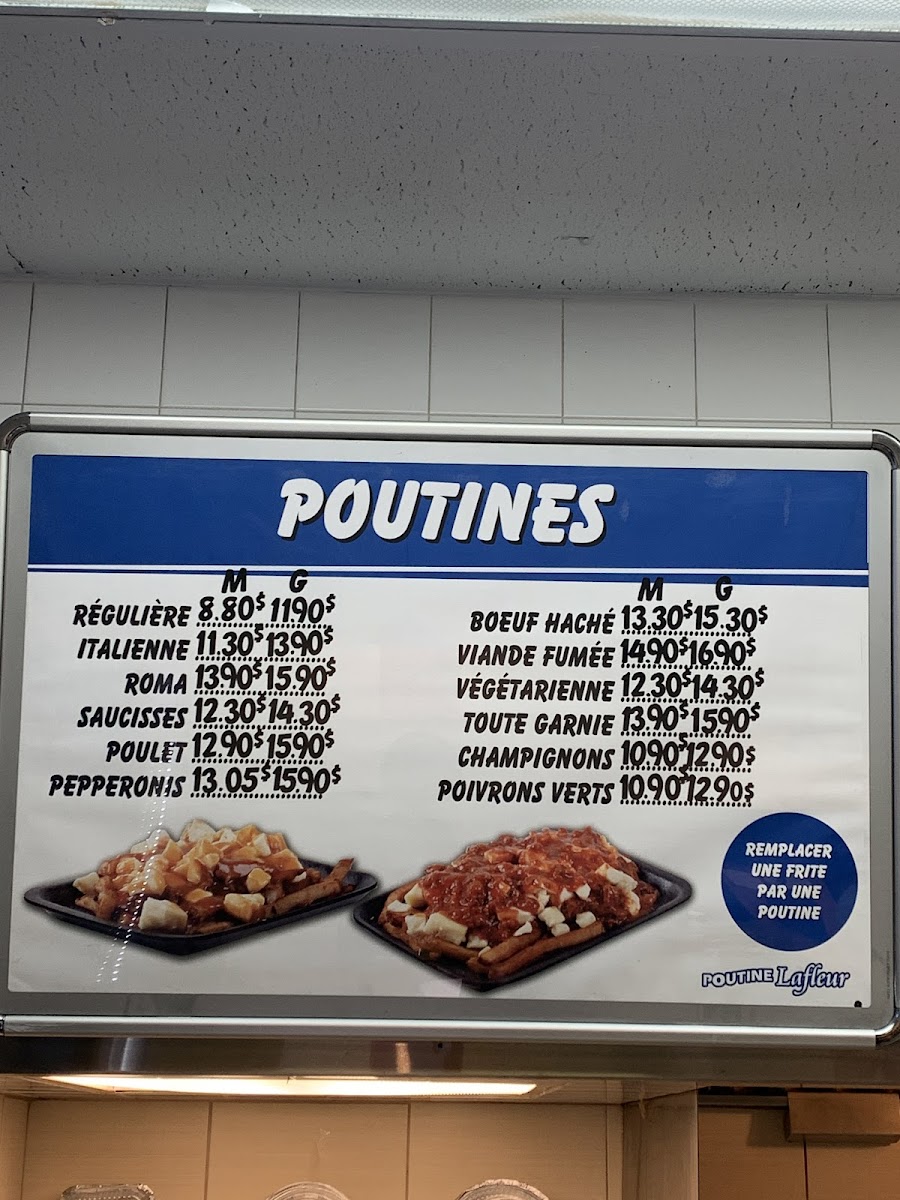 POUTINES
M G
RÉGULIÈRE 8.80$ 11.90$
ITALIENNE 11.30$ 13.90$
ROMA 13.90$ 15.90$
SAUCISSES 12.30$ 14.30$
POULET 12.90$ 15.90$
PEPPERONIS 13.05$ 15.90$
M G
BOEUF HACHÉ 13.30$ 15.30$
VIANDE FUMÉE 14.90$ 16.90$
VÉGÉTARIENNE 12.30$ 14.30$
TOUTE GARNIE 13.90$ 15.90$
CHAMPIGNONS 10.90$ 12.90$
POIVRONS VERTS 10.90$ 12.90$
REMPLACER
UNE FRITE
PAR UNE
POUTINE
POUTINE Lafleur